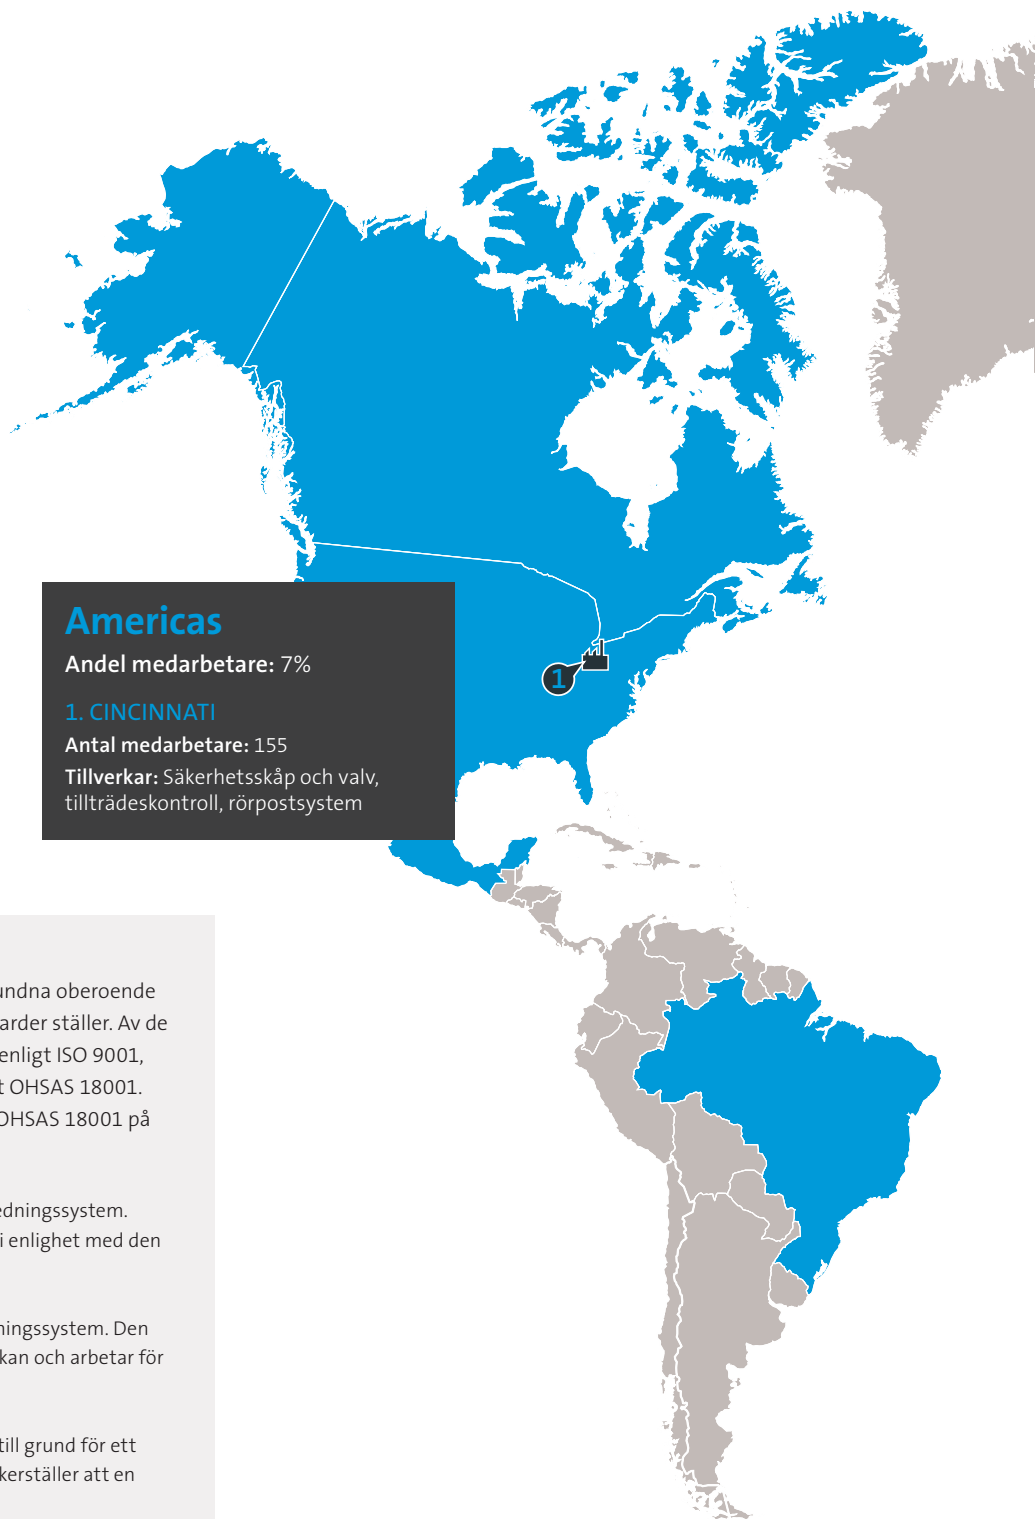 Americas
Andel medarbetare: 7%
1. CINCINNATI
Antal medarbetare: 155
Tillverkar: Säkerhetsskåp och valv,
tillträdeskontroll, rörpostsystem
1
undna oberoende
arder ställer. Av de
enligt ISO 9001,
t OHSAS 18001.
OHSAS 18001 på
edningssystem.
i enlighet med den
ningssystem. Den
kan och arbetar för
till grund för ett
kerställer att en